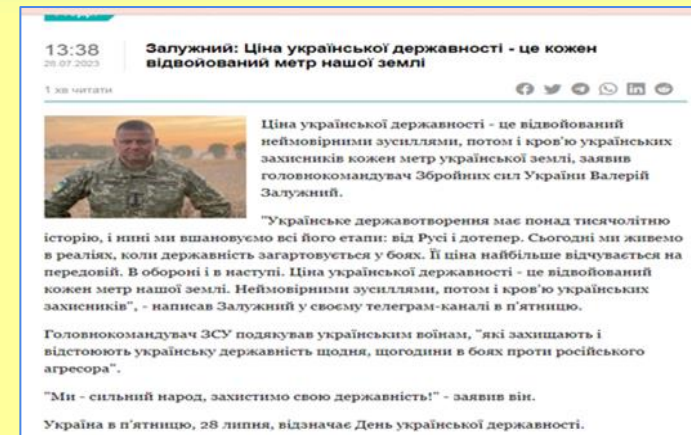 13:38
28.07.2023
Залужний: Ціна української державності - це кожен
відвойований метр нашої землі
1 хв читати
Ціна української державності - це відвойований
неймовірними зусиллями, потом і кров'ю українських
захисників кожен метр української землі, заявив
головнокомандувач Збройних сил України Валерій
Залужний.
"Українське державотворення має понад тисячолітню
історію, і нині ми вшановуємо всі його етапи: від Русі і дотепер. Сьогодні ми живемо
в реаліях, коли державність загартовується у боях. Її ціна найбільше відчувається на
передовій. В обороні і в наступі. Ціна української державності - це відвойований
кожен метр нашої землі. Неймовірними зусиллями, потом і кров'ю українських
захисників", - написав Залужний у своєму телеграм-каналі в п'ятницю.
Головнокомандувач ЗСУ подякував українським воїнам, "які захищають і
відстоюють українську державність щодня, щогодини в боях проти російського
агресора".
"Ми - сильний народ, захистимо свою державність!" - заявив він.
Україна в п'ятницю, 28 липня, відзначає День української державності.